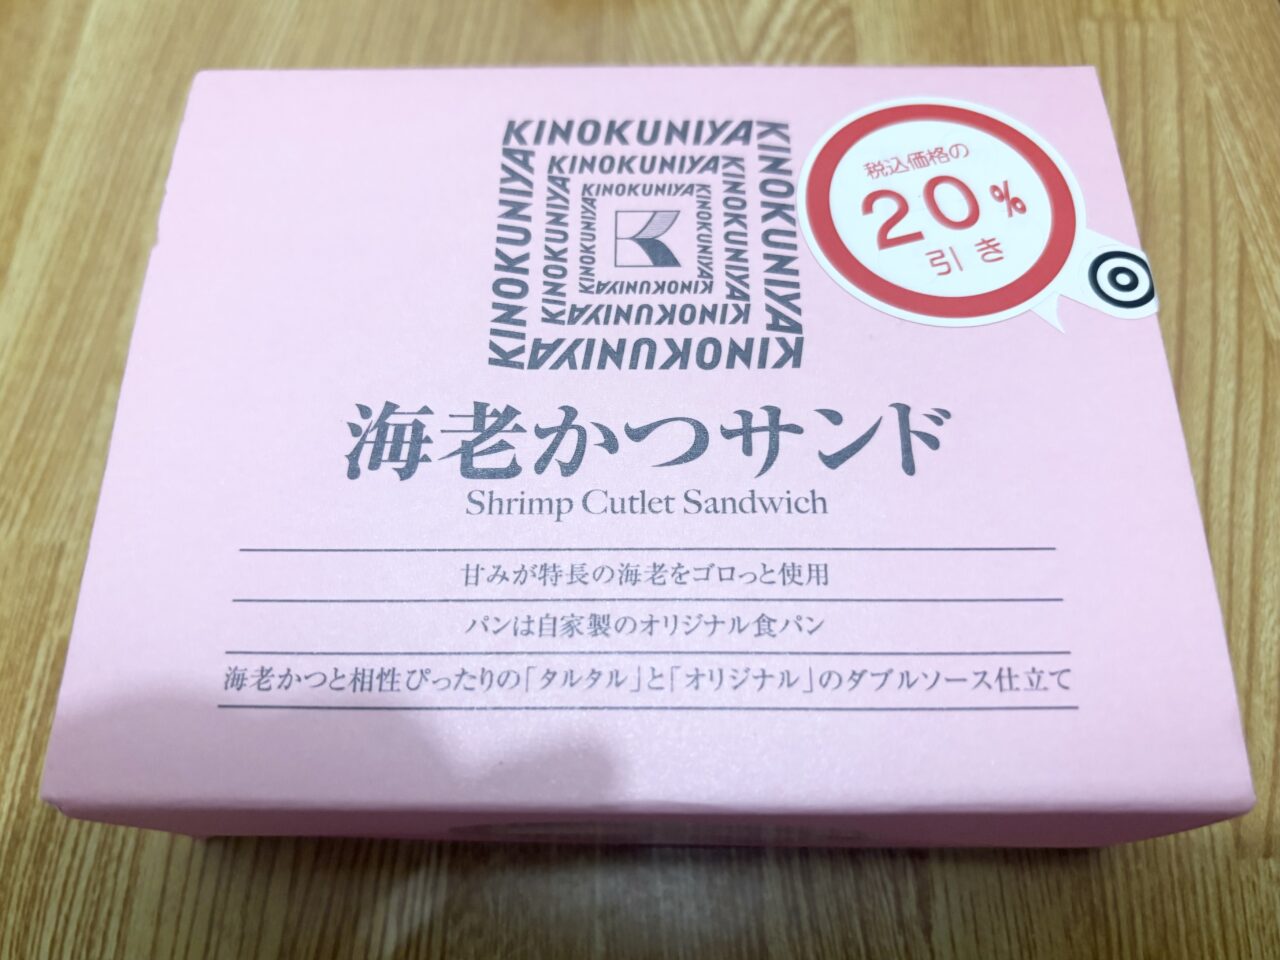 KINOKUNIYA
KINOKUNIYA
KINOKUNIYA
KINOKUNIYA
KINOKUNIYA
KINOKUNIYA
KINOKUNIYA
KINOKUNIYA
KINOKUNIYA
KINOKUNIYA
KINOKUNIYA
KINOKUNIYA
K
税込価格の
20%
引き
海老かつサンド
Shrimp Cutlet Sandwich
甘みが特長の海老をゴロっと使用
パンは自家製のオリジナル食パン
海老かつと相性ぴったりの「タルタル」と「オリジナル」のダブルソース仕立て